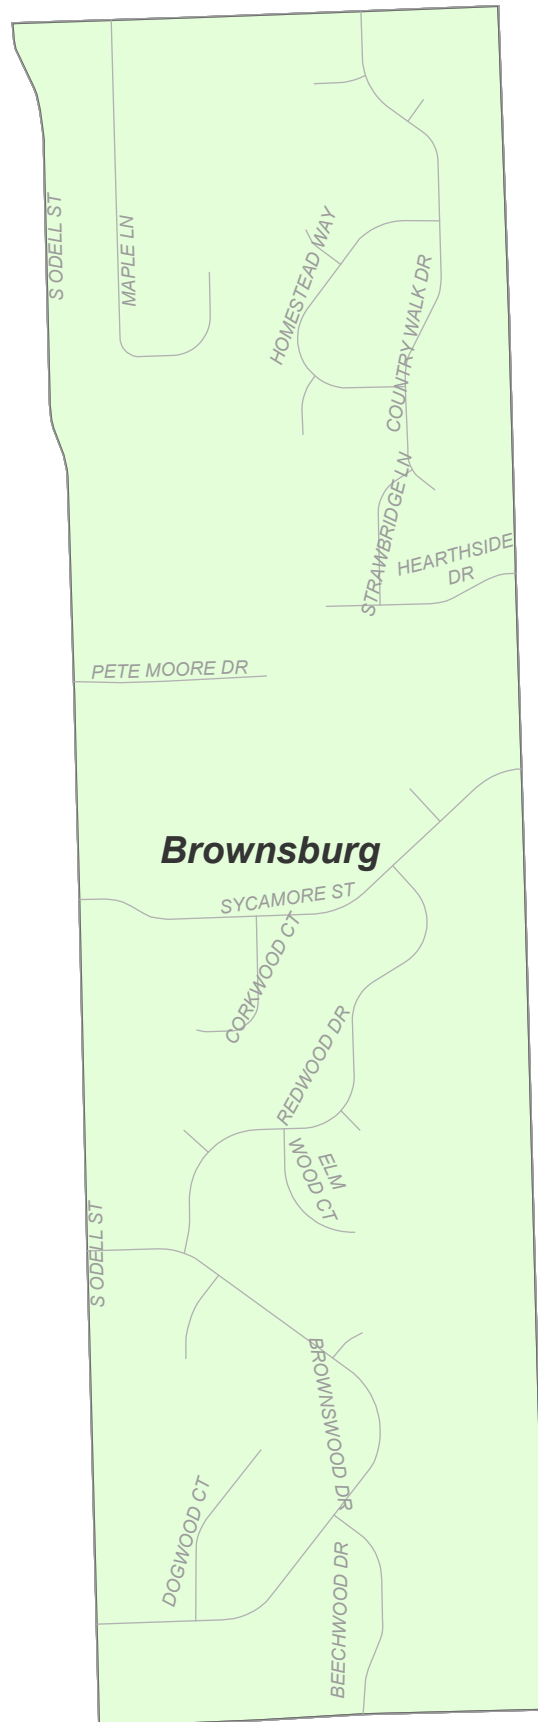 S ODELL ST
MAPLE LN
HOMESTEAD WAY
COUNTRY WALK DR
STRAWBRIDGE LN
HEARTHSIDE
DR
PETE MOORE DR
Brownsburg
SYCAMORE ST
CORKWOOD CT
REDWOOD DR
ELM
WOOD CT
S ODELL ST
BROWNSWOOD DR
DOGWOOD CT
BEECHWOOD DR